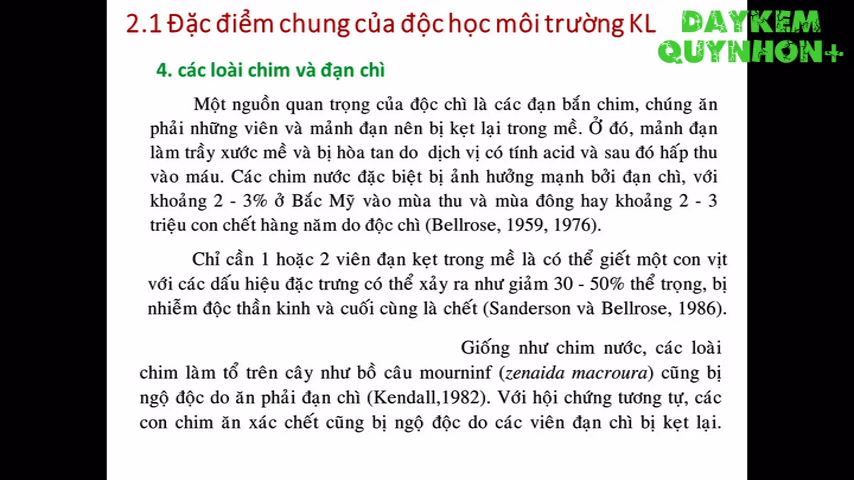 2.1 Đặc điểm chung của độc học môi trường KL
DAYKEM
QUYNHON+
4. các loài chim và đạn chì
Một nguồn quan trọng của độc chì là các đạn bắn chim, chúng ăn
phải những viên và mảnh đạn nên bị kẹt lại trong mề. Ở đó, mảnh đạn
làm trầy xước mề và bị hòa tan do dịch vị có tính acid và sau đó hấp thu
vào máu. Các chim nước đặc biệt bị ảnh hưởng mạnh bởi đạn chì, với
khoảng 2 - 3% ở Bắc Mỹ vào mùa thu và mùa đông hay khoảng 2 - 3
triệu con chết hàng năm do độc chì (Bellrose, 1959, 1976).
Chỉ cần 1 hoặc 2 viên đạn kẹt trong mề là có thể giết một con vịt
với các dấu hiệu đặc trưng có thể xảy ra như giảm 30 - 50% thể trọng, bị
nhiễm độc thần kinh và cuối cùng là chết (Sanderson và Bellrose, 1986).
Giống như chim nước, các loài
chim làm tổ trên cây như bồ câu mourninf (zenaida macroura) cũng bị
ngộ độc do ăn phải đạn chì (Kendall,1982). Với hội chứng tương tự, các
con chim ăn xác chết cũng bị ngộ độc do các viên đạn chì bị kẹt lại.